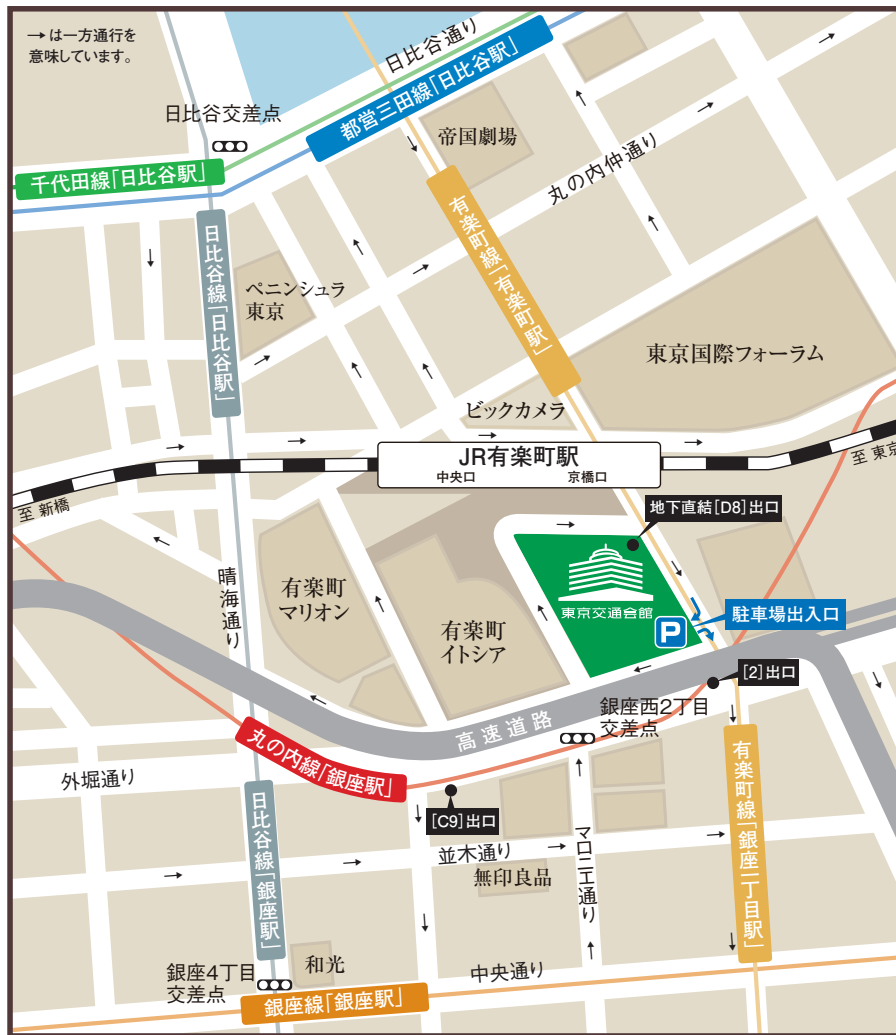 →は一方通行を
意味しています。
日比谷通り
都営三田線「日比谷駅」
日比谷交差点
帝国劇場
千代田線「日比谷駅」
丸の内仲通り
有楽町線「有楽町駅」
日比谷線「日比谷駅」
ペニンシュラ
東京
東京国際フォーラム
ビックカメラ
JR有楽町駅
中央口
京橋口
至 東京
至 新橋
地下直結[D8]出口
晴海通り
有楽町
マリオン
有楽町
イトシア
東京交通会館
P
駐車場出入口
[2]出口
銀座西2丁目
交差点
高速道路
丸の内線「銀座駅」
外堀通り
[C9]出口
有楽町線「銀座一丁目駅」
日比谷線「銀座駅」
並木通り
マロニエ通り
無印良品
銀座4丁目
交差点
和光
中央通り
銀座線「銀座駅」